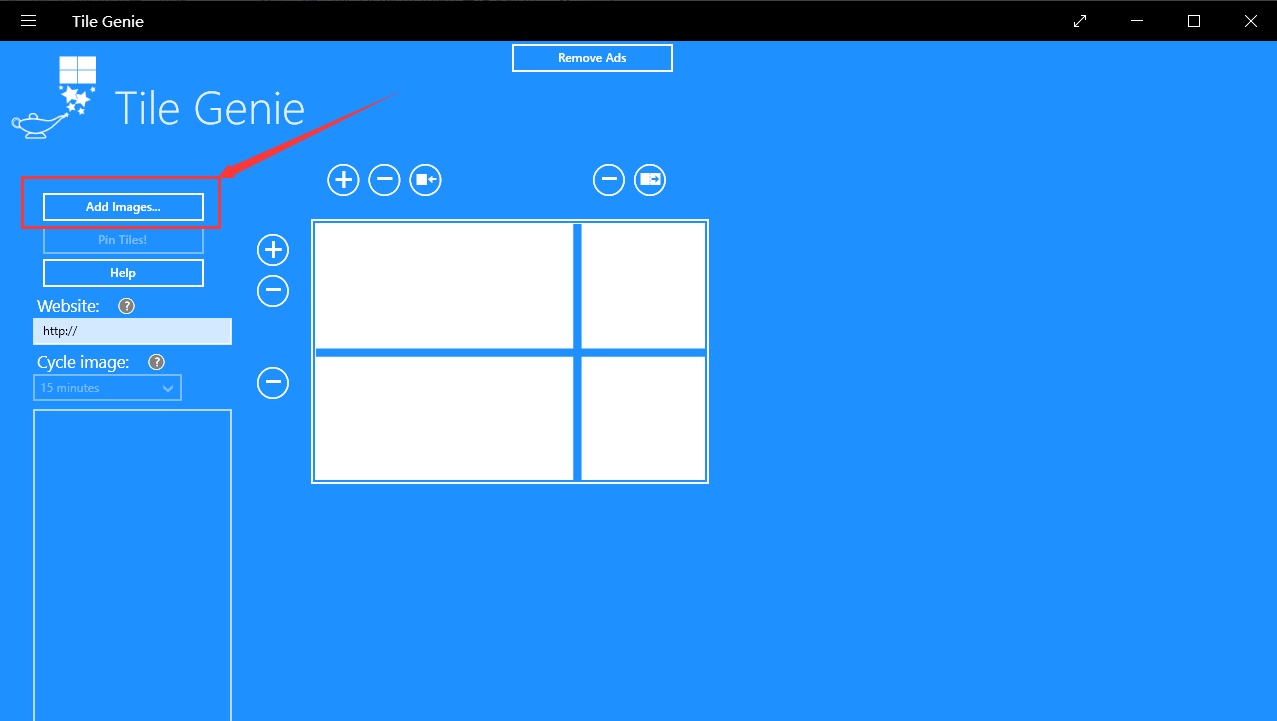 Tile Genie
Remove Ads
Tile Genie
Add Images...
Pin Tiles!
Help
Website: ?
http://
Cycle image: ?
15 minutes